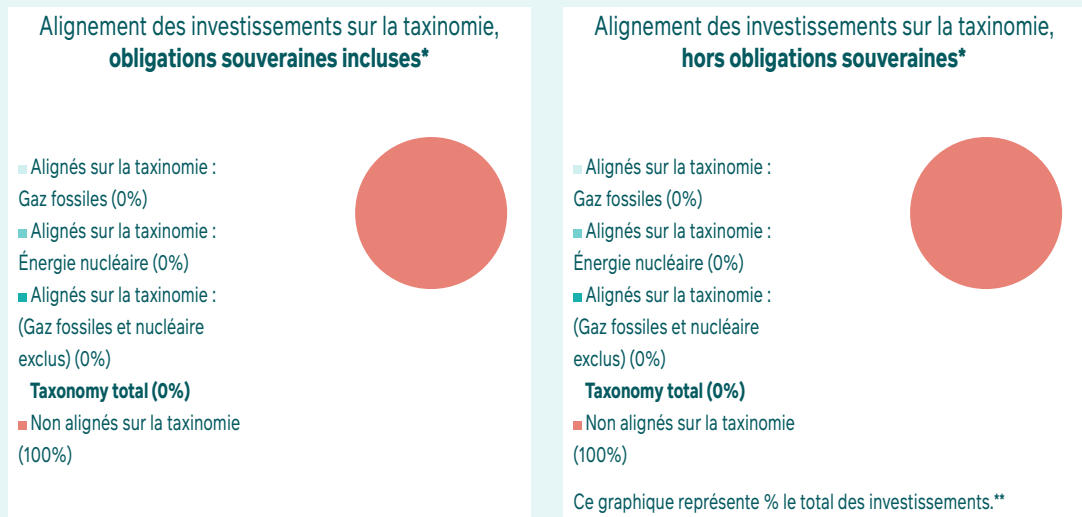 Alignement des investissements sur la taxinomie,
obligations souveraines incluses*
Alignés sur la taxinomie :
Gaz fossiles (0%)
Alignés sur la taxinomie :
Énergie nucléaire (0%)
Alignés sur la taxinomie :
(Gaz fossiles et nucléaire
exclus) (0%)
Taxonomy total (0%)
Non alignés sur la taxinomie
(100%)
Alignement des investissements sur la taxinomie,
hors obligations souveraines*
Alignés sur la taxinomie :
Gaz fossiles (0%)
Alignés sur la taxinomie :
Énergie nucléaire (0%)
Alignés sur la taxinomie :
(Gaz fossiles et nucléaire
exclus) (0%)
Taxonomy total (0%)
Non alignés sur la taxinomie
(100%)
Ce graphique représente % le total des investissements.**